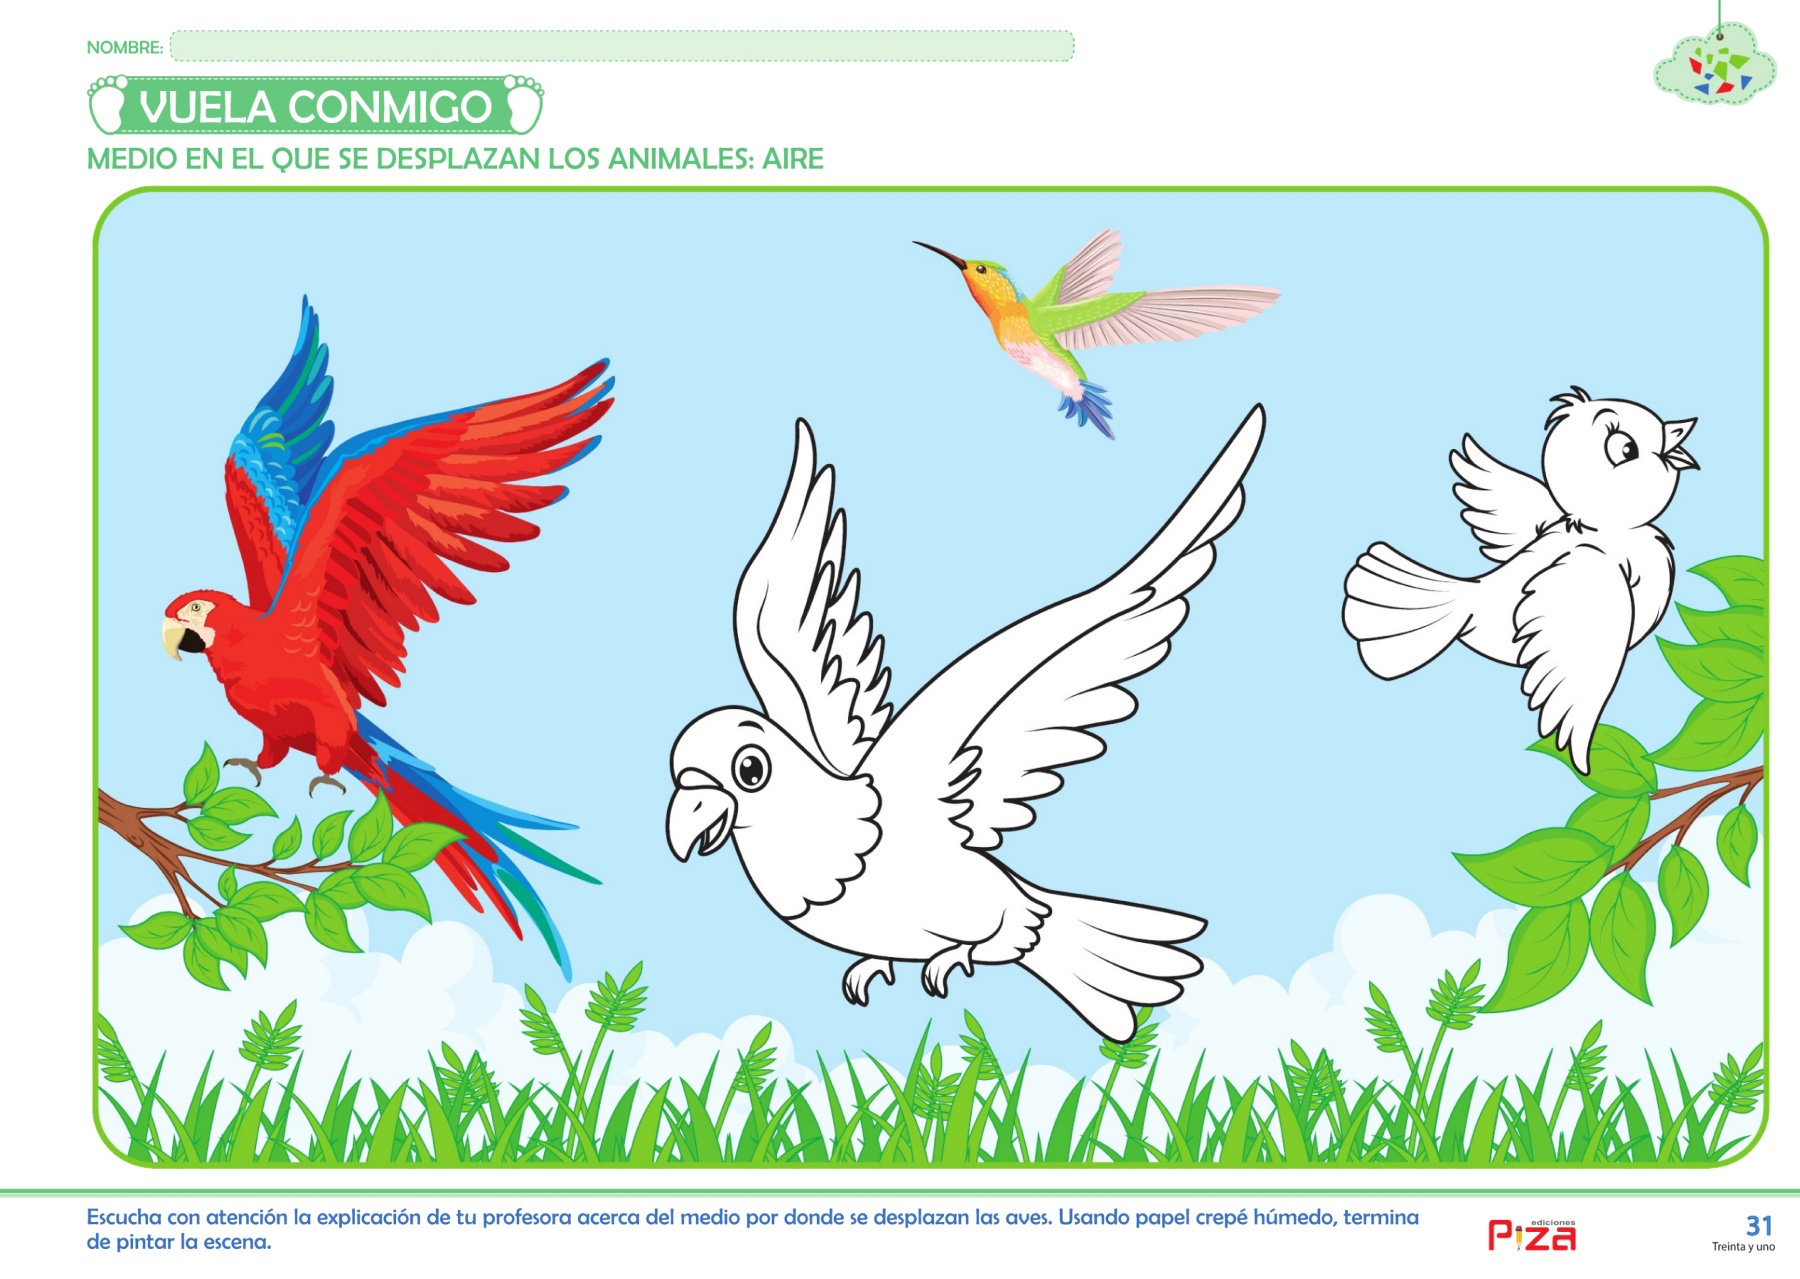 NOMBRE:
VUELA CONMIGO
MEDIO EN EL QUE SE DESPLAZAN LOS ANIMALES: AIRE
Escucha con atención la explicación de tu profesora acerca del medio por donde se desplazan las aves. Usando papel crepé húmedo, termina
de pintar la escena.
ediciones
PiZa
31
Treinta y uno